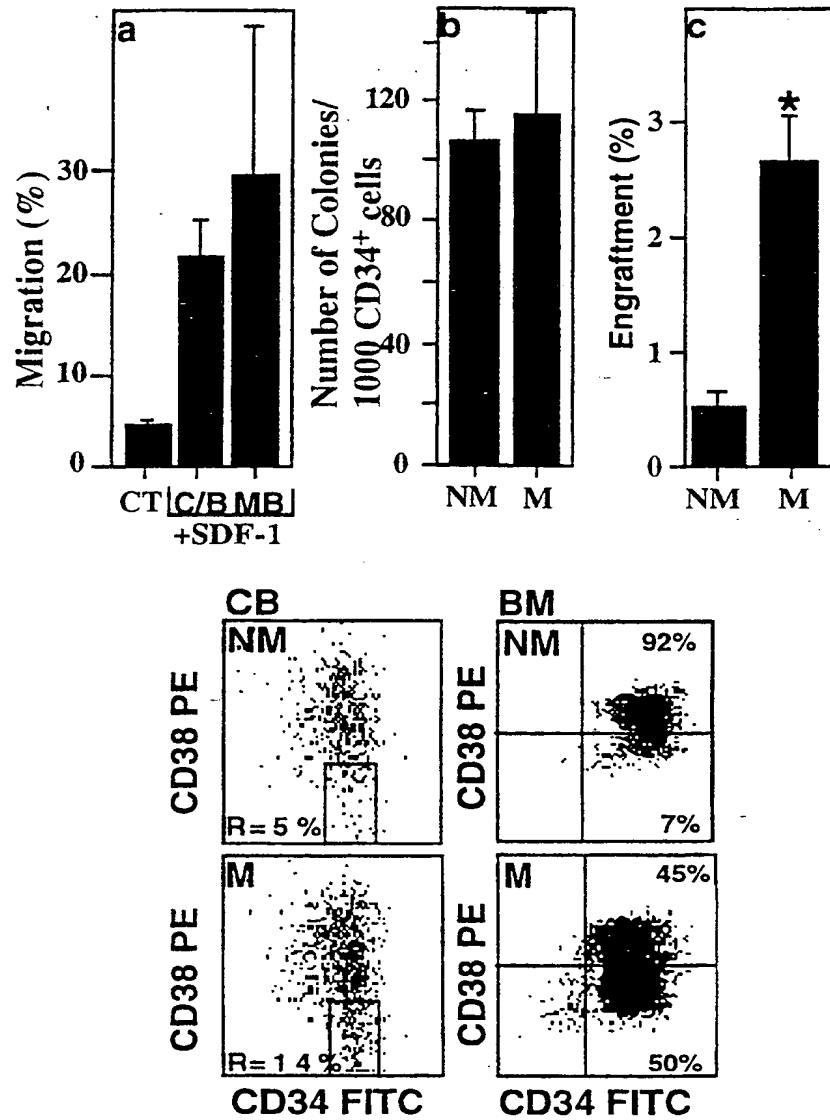 a
Migration (%)
30
20
10
0
CT C/B MB
+SDF-1
b
Number of Colonies/
1000 CD34+ cells
120
80
40
0
NM M
c
Engraftment (%)
*
3
2
1
0
NM M
CB
NM
CD38 PE
R= 5 %
BM
NM
92%
CD38 PE
7%
M
CD38 PE
R= 14 %
CD34 FITC
M
45%
CD38 PE
50%
CD34 FITC